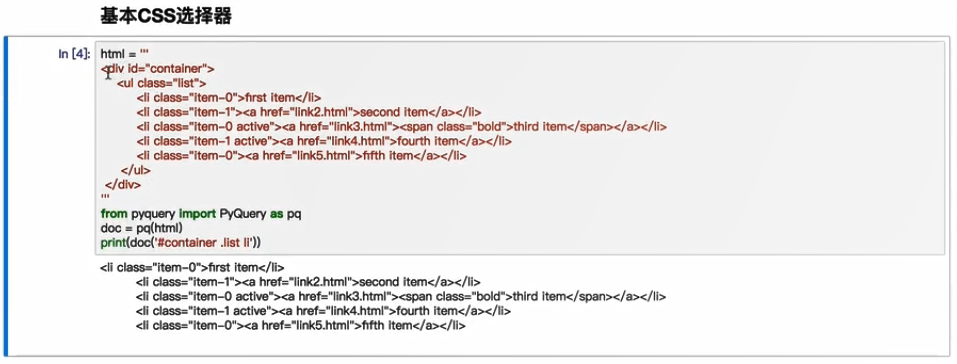 基本CSS选择器
In [4]: html = '''
<div id="container">
<ul class="list">
<li class="item-0">first item</li>
<li class="item-1"><a href="link2.html">second item</a></li>
<li class="item-0 active"><a href="link3.html"><span class="bold">third item</span></a></li>
<li class="item-1 active"><a href="link4.html">fourth item</a></li>
<li class="item-0"><a href="link5.html">fifth item</a></li>
</ul>
</div>
'''
from pyquery import PyQuery as pq
doc = pq(html)
print(doc('#container .list li'))
<li class="item-0">first item</li>
<li class="item-1"><a href="link2.html">second item</a></li>
<li class="item-0 active"><a href="link3.html"><span class="bold">third item</span></a></li>
<li class="item-1 active"><a href="link4.html">fourth item</a></li>
<li class="item-0"><a href="link5.html">fifth item</a></li>